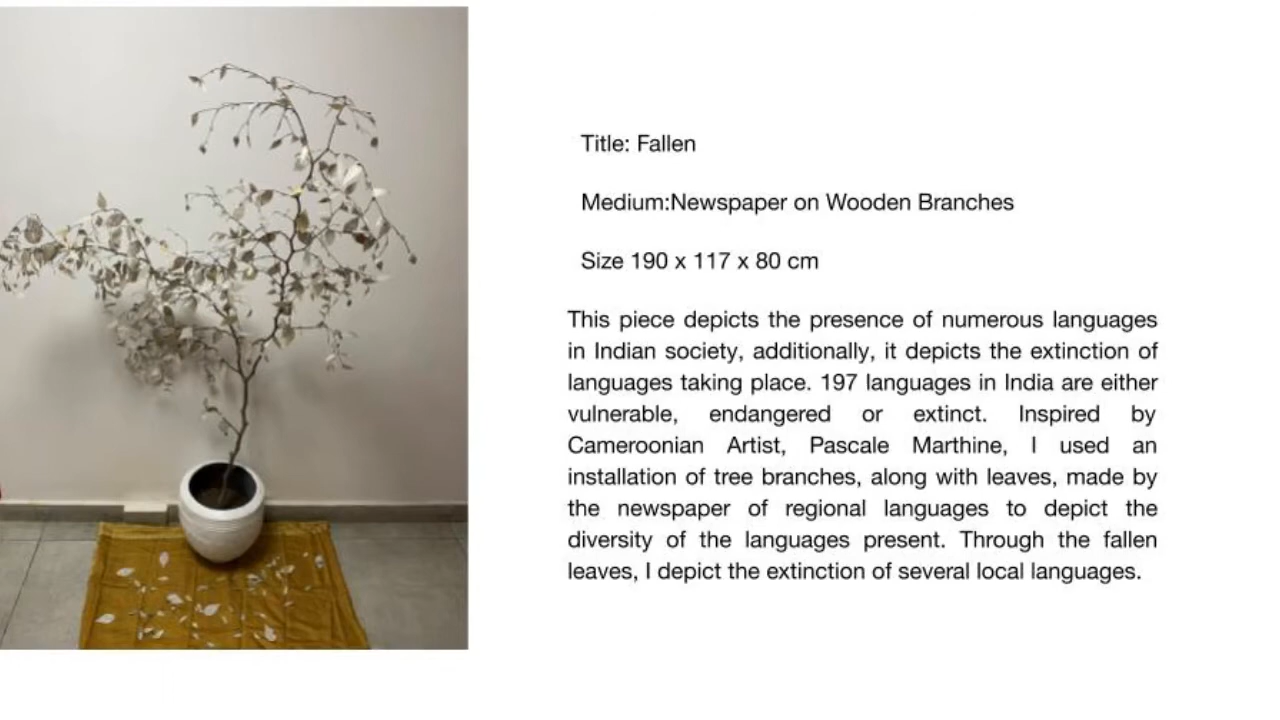 Title: Fallen
Medium:Newspaper on Wooden Branches
Size 190 x 117 x 80 cm
This piece depicts the presence of numerous languages
in Indian society, additionally, it depicts the extinction of
languages taking place. 197 languages in India are either
vulnerable, endangered or extinct. Inspired by
Cameroonian Artist, Pascale Marthine, I used an
installation of tree branches, along with leaves, made by
the newspaper of regional languages to depict the
diversity of the languages present. Through the fallen
leaves, I depict the extinction of several local languages.